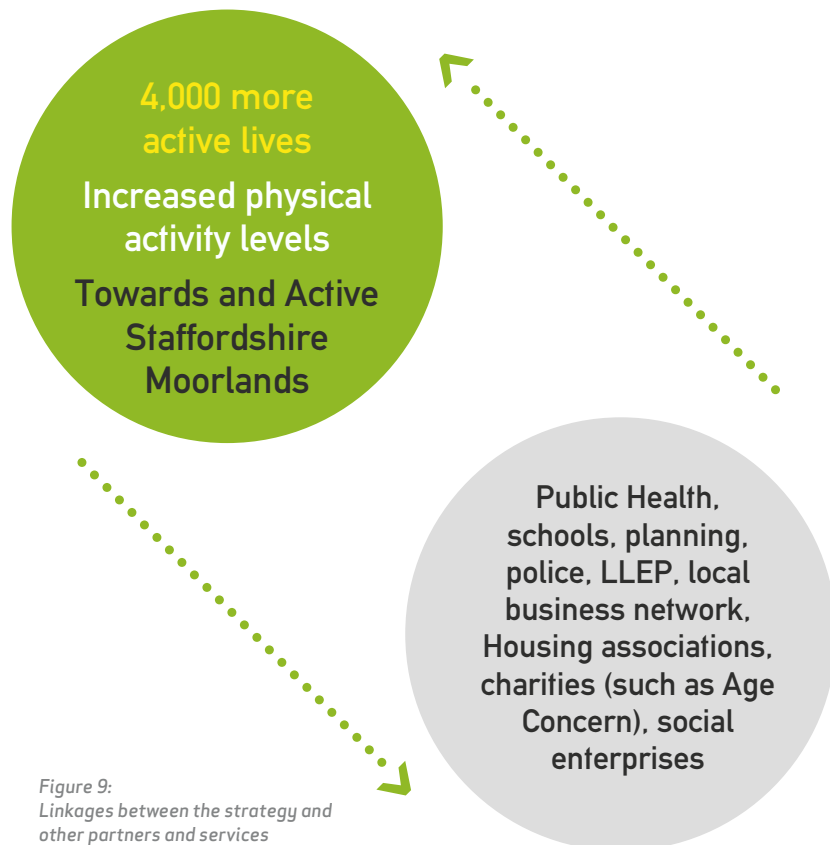 4,000 more
active lives
Increased physical
activity levels
Towards and Active
Staffordshire
Moorlands
Public Health,
schools, planning,
police, LLEP, local
business network,
Housing associations,
charities (such as Age
Concern), social
enterprises
Figure 9:
Linkages between the strategy and
other partners and services